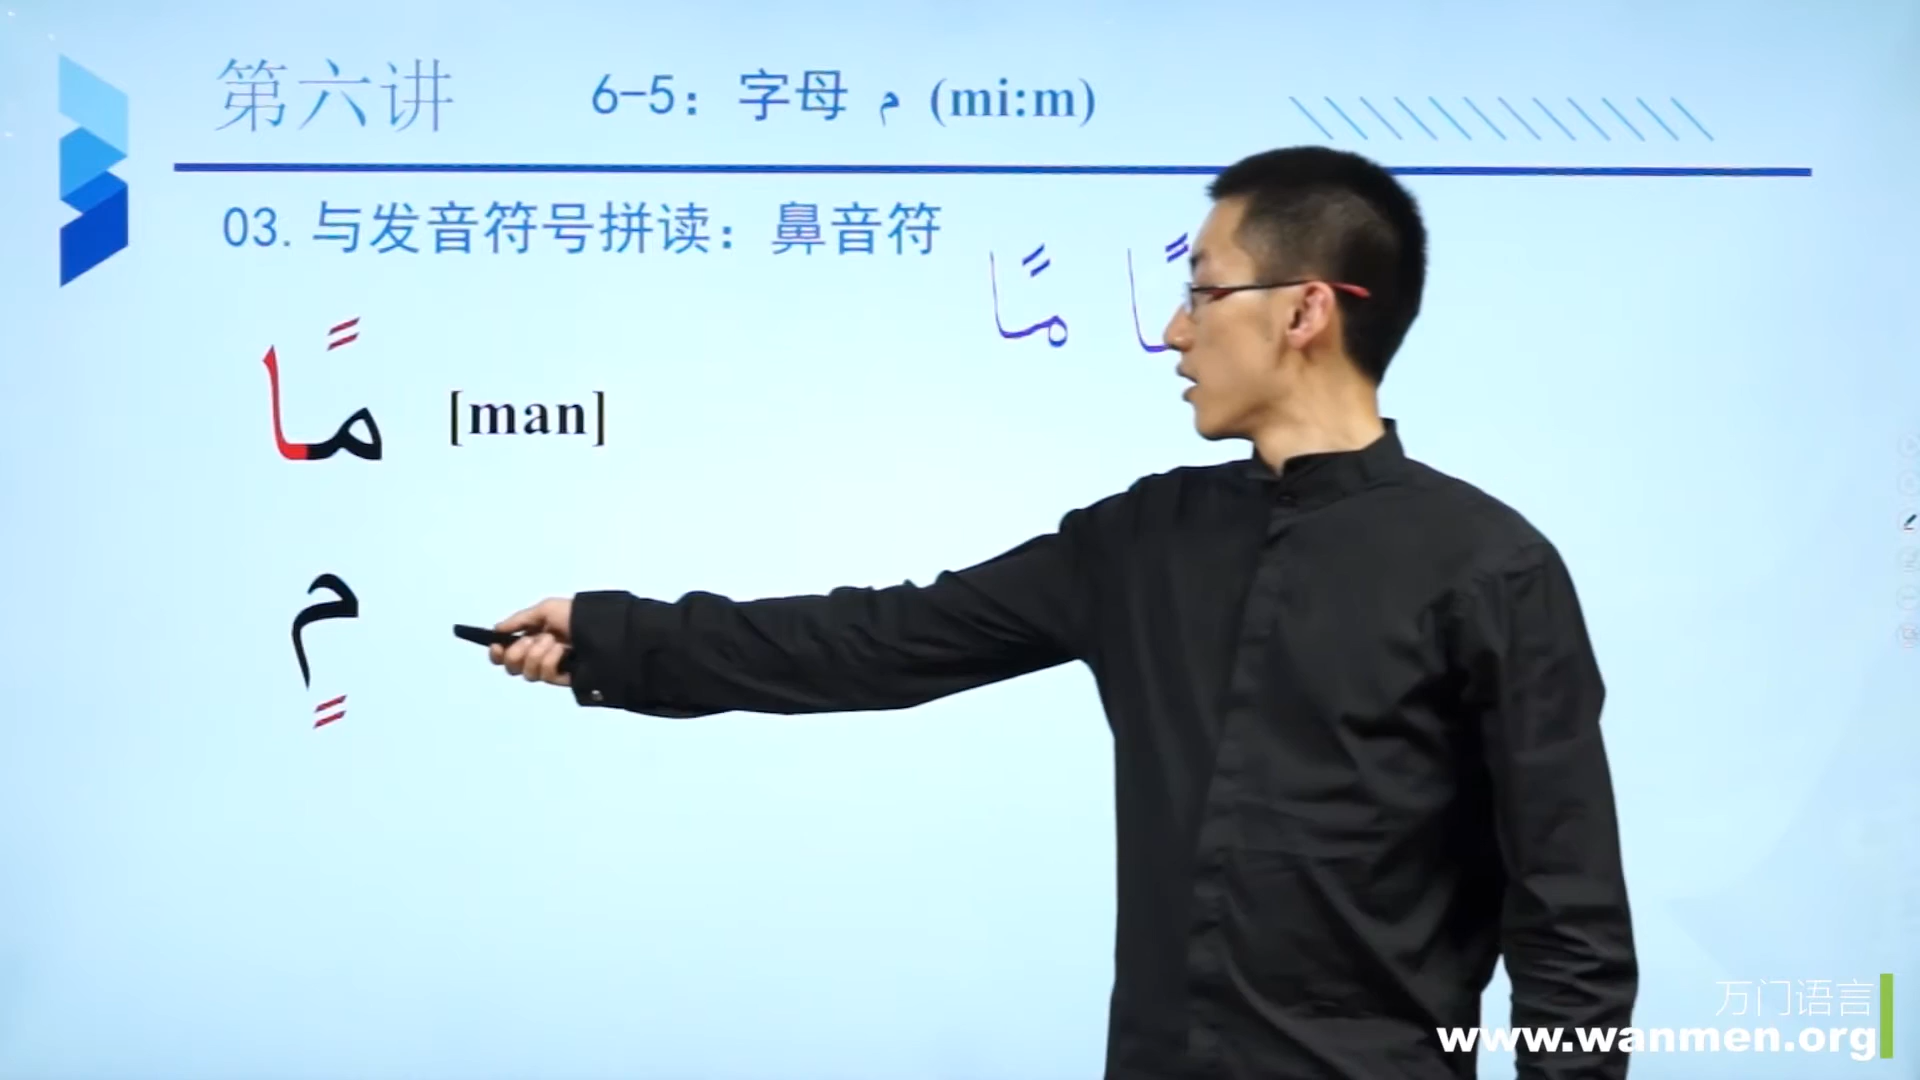 第六讲
6-5: 字母 م (mi:m)
03. 与发音符号拼读: 鼻音符
مًا
مًا [man]
مٍ
万门语言
www.wanmen.org